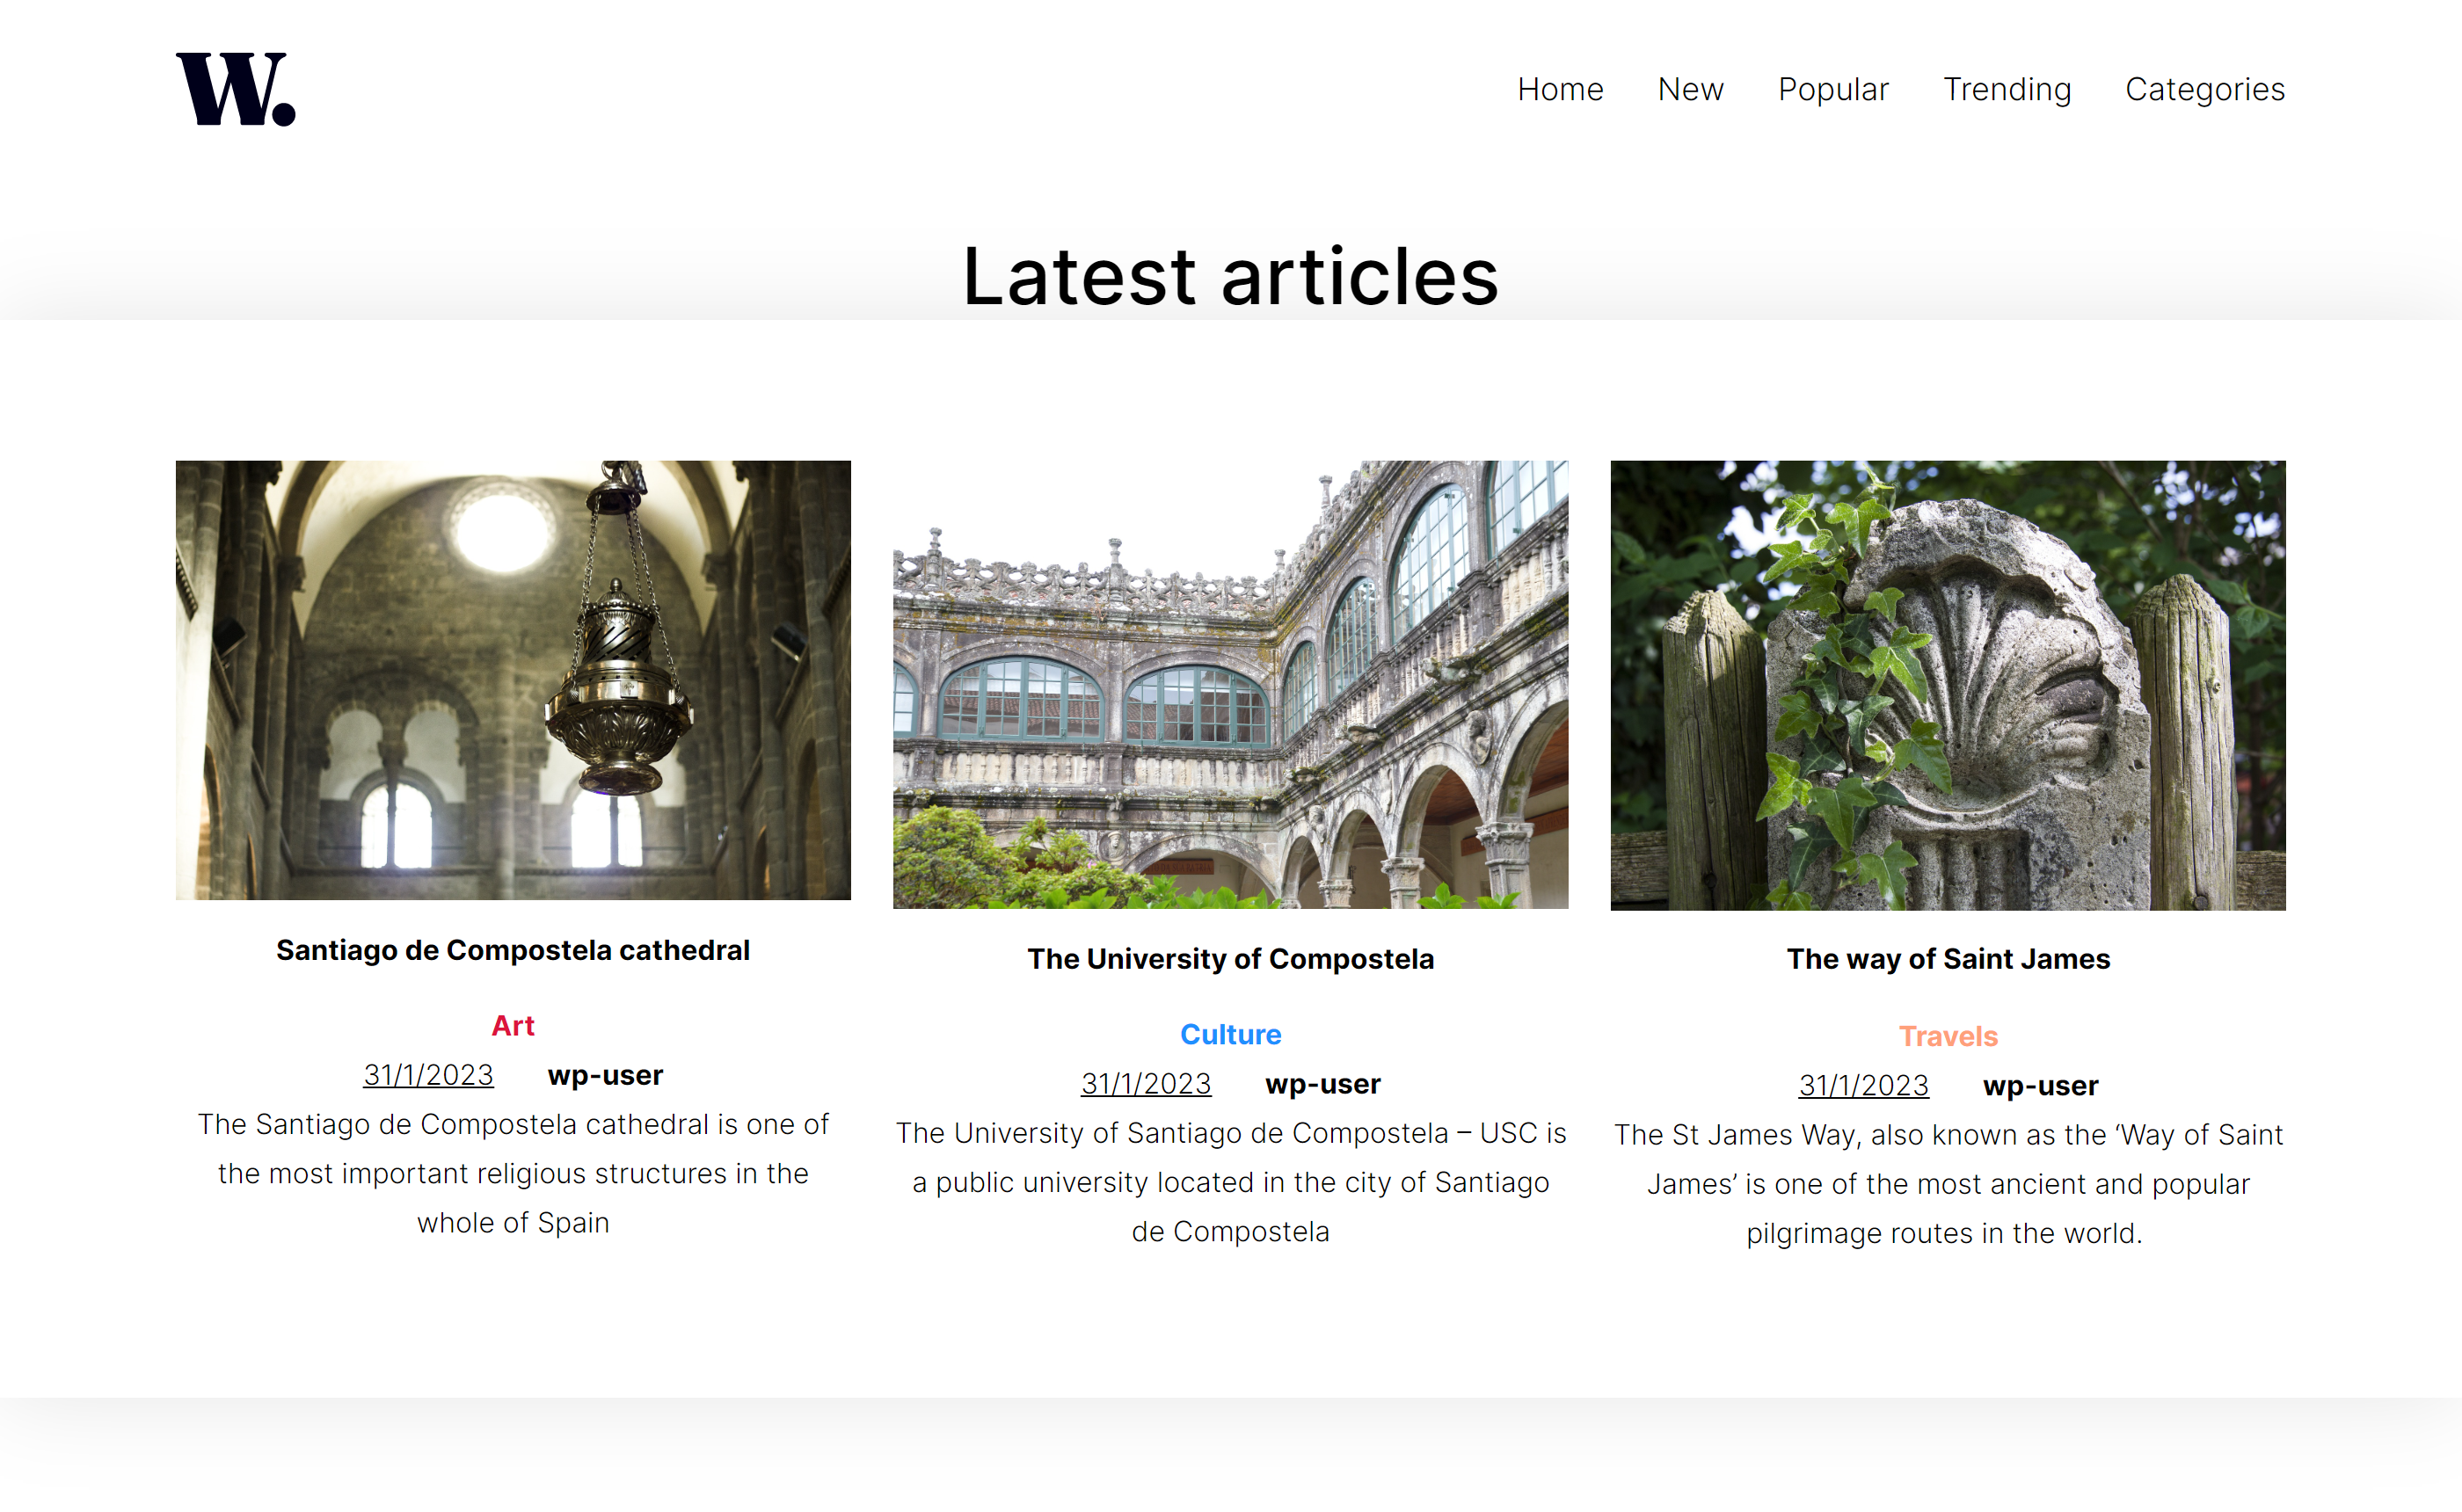 W.
Home New Popular Trending Categories
Latest articles
Santiago de Compostela cathedral
Art
31/1/2023 wp-user
The Santiago de Compostela cathedral is one of
the most important religious structures in the
whole of Spain
The University of Compostela
Culture
31/1/2023 wp-user
The University of Santiago de Compostela – USC is
a public university located in the city of Santiago
de Compostela
The way of Saint James
Travels
31/1/2023 wp-user
The St James Way, also known as the ‘Way of Saint
James’ is one of the most ancient and popular
pilgrimage routes in the world.